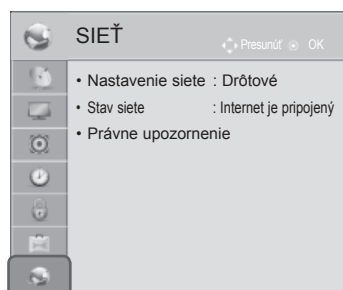 SIEŤ
Presunúť OK
• Nastavenie siete : Drôtové
• Stav siete : Internet je pripojený
• Právne upozornenie